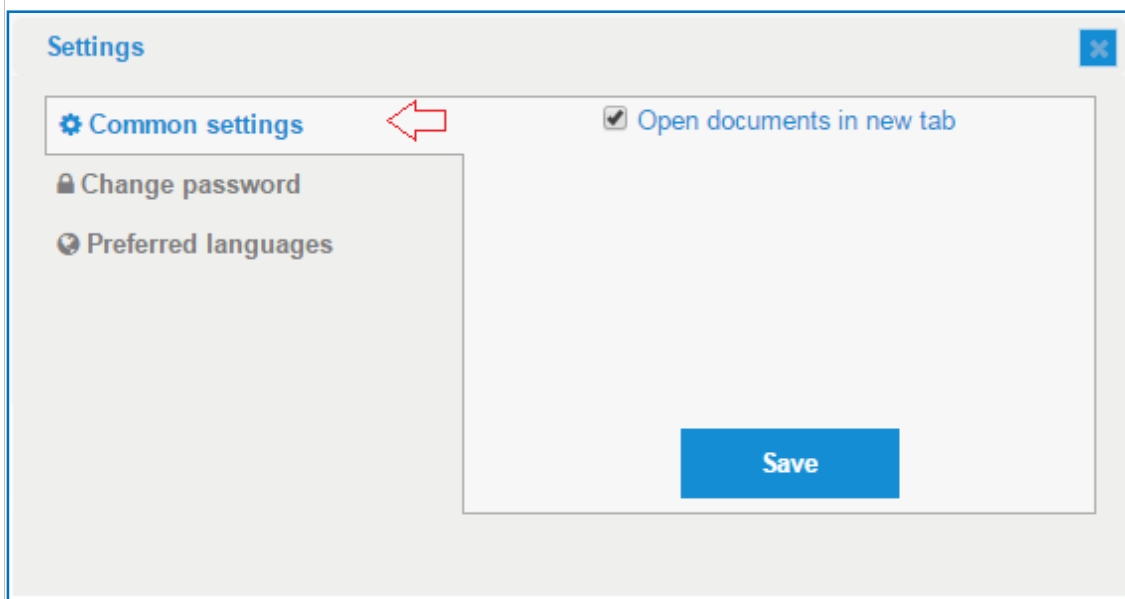 Settings
Common settings
Open documents in new tab
Change password
Preferred languages
Save